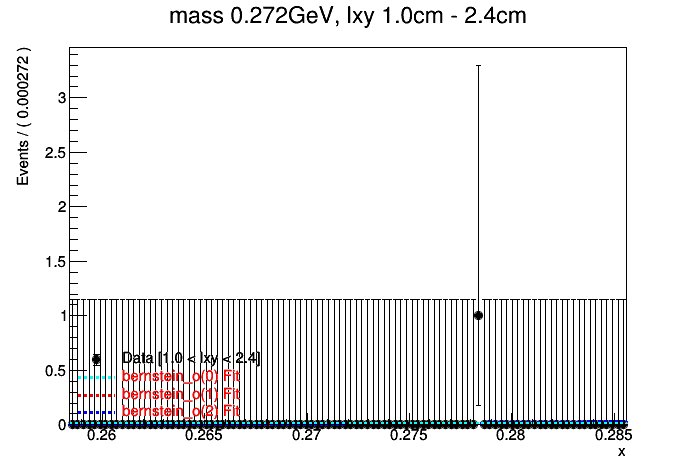 mass 0.272GeV, lxy 1.0cm - 2.4cm
Events / ( 0.000272 )
3
2.5
2
1.5
1
0.5
0
Data [1.0 < lxy < 2.4]
bernstein_o(0) Fit
bernstein_o(1) Fit
bernstein_o(2) Fit
0.26 0.265 0.27 0.275 0.28 0.285
x